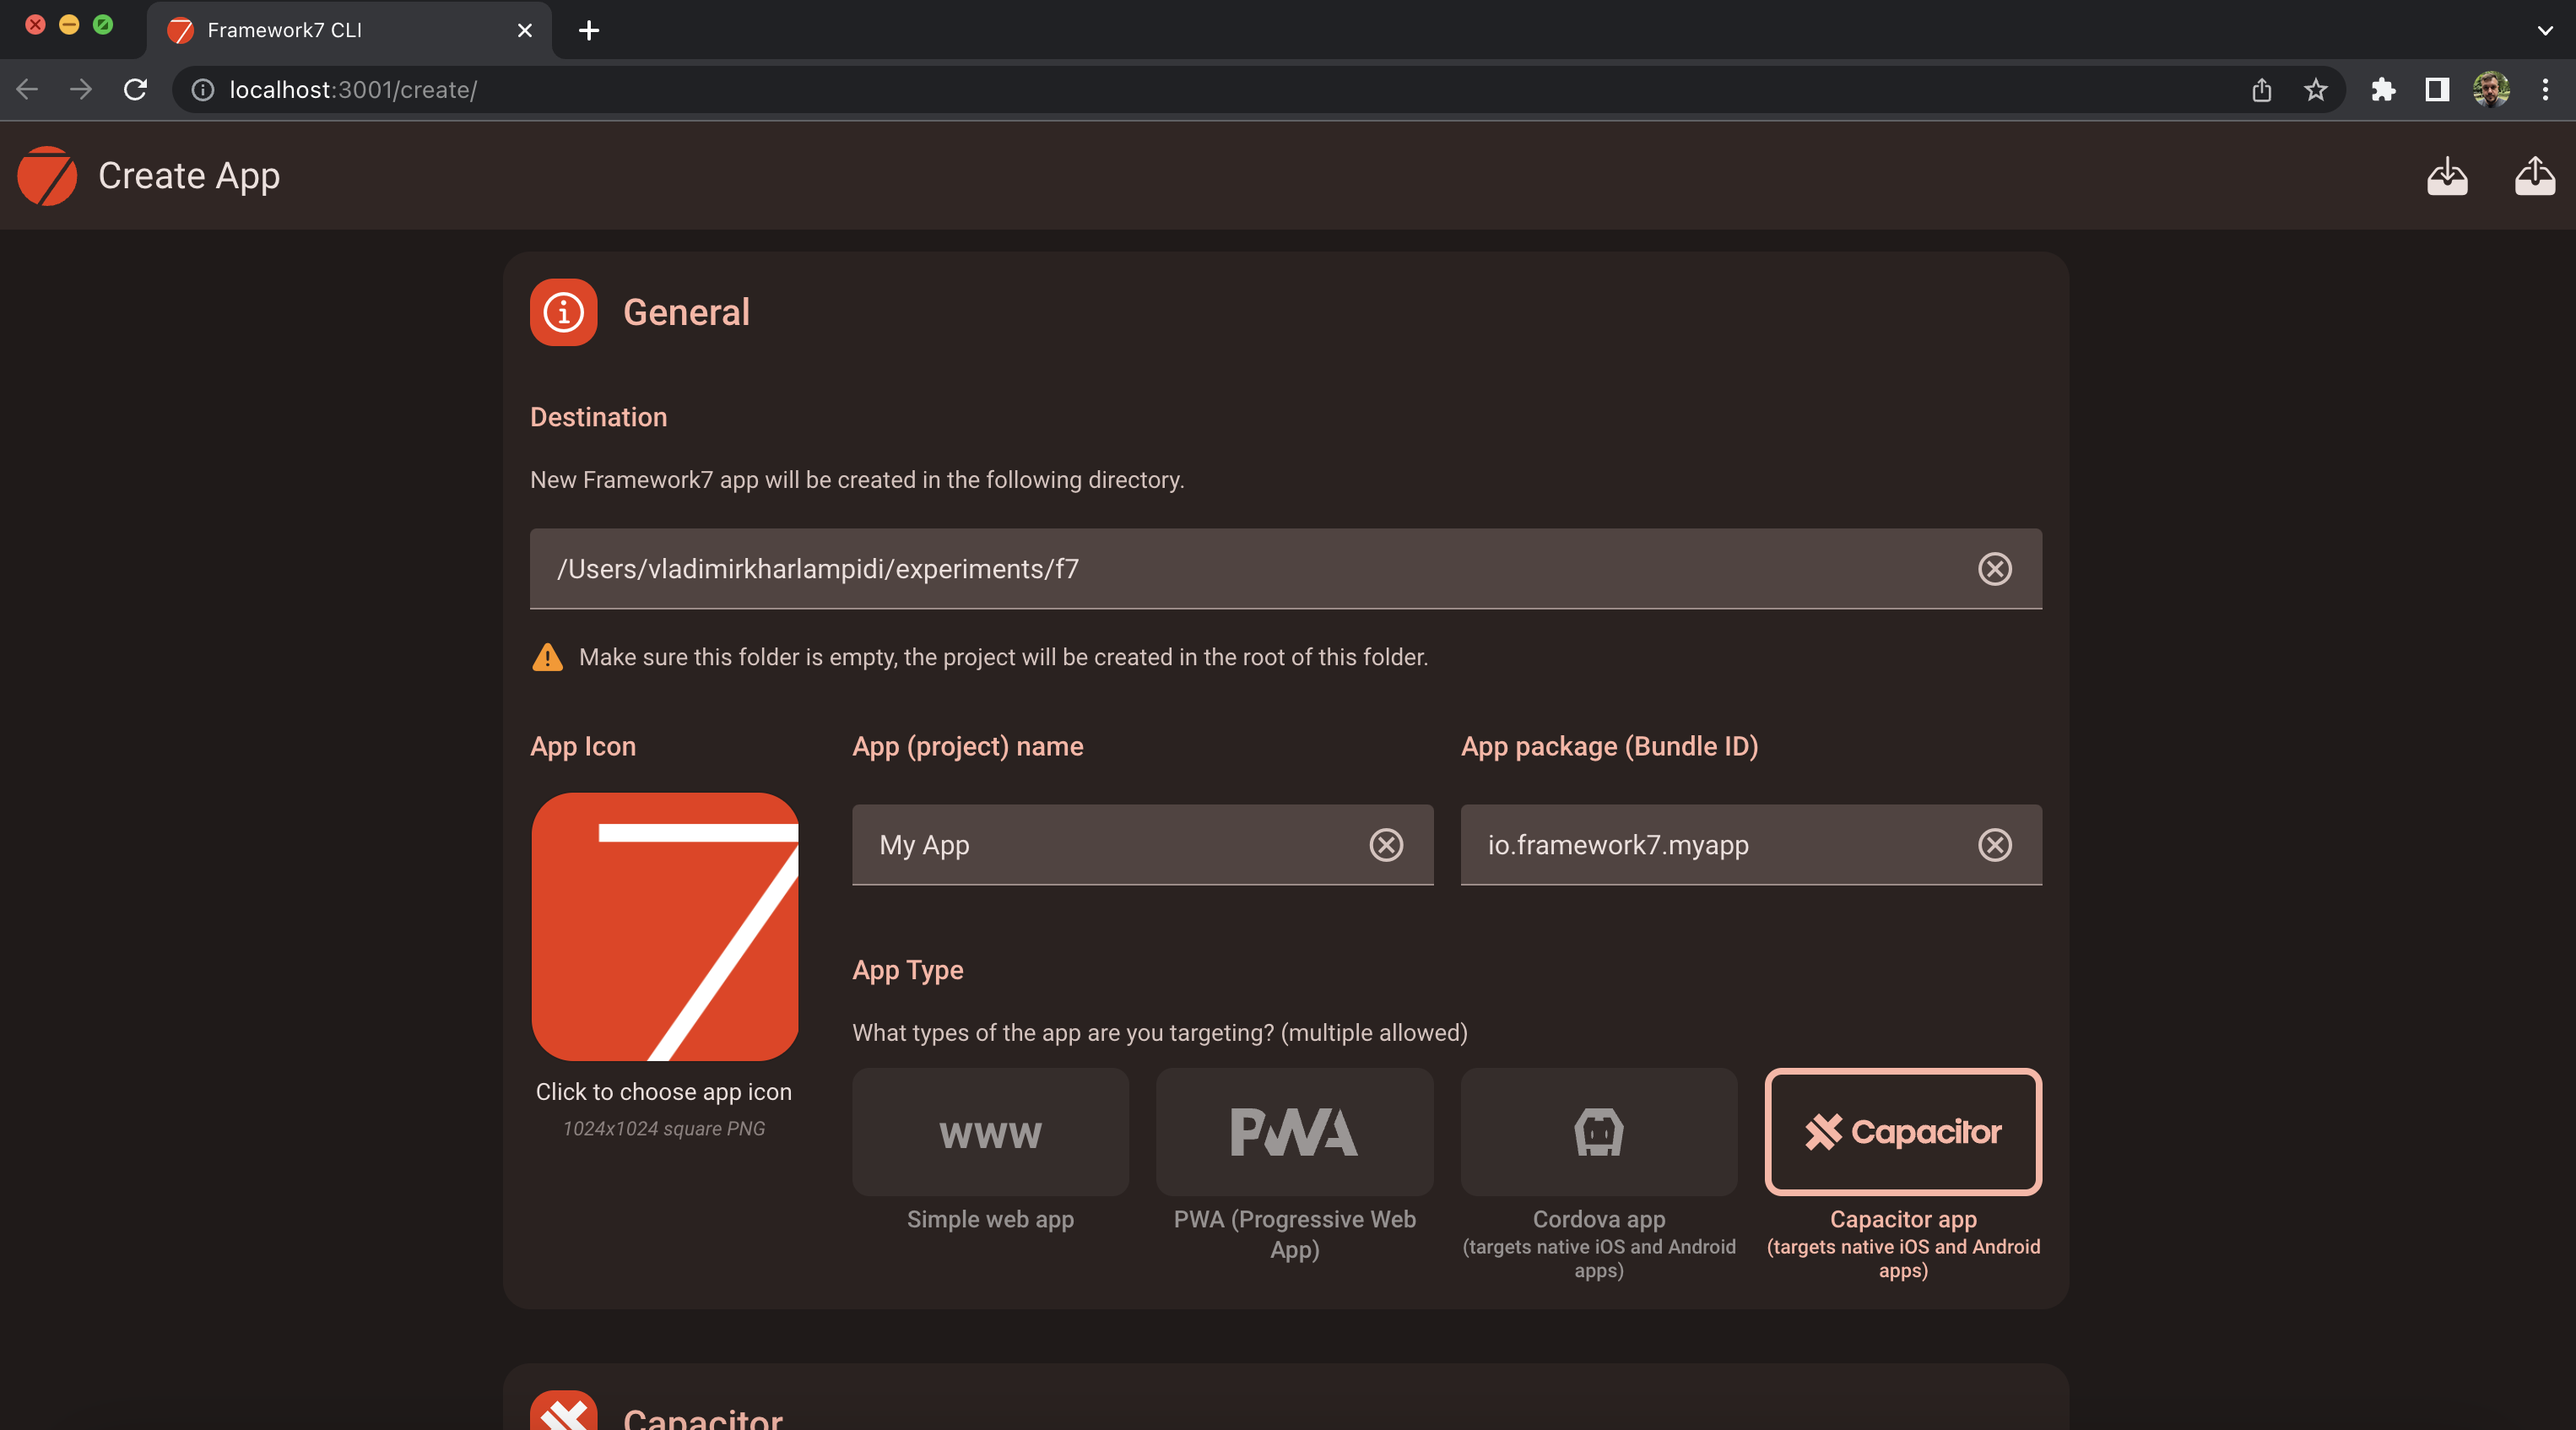 Framework7 CLI
localhost:3001/create/
Create App
General
Destination
New Framework7 app will be created in the following directory.
/Users/vladimirkharlampidi/experiments/f7
Make sure this folder is empty, the project will be created in the root of this folder.
App Icon
App (project) name
App package (Bundle ID)
My App
io.framework7.myapp
Click to choose app icon
1024x1024 square PNG
App Type
What types of the app are you targeting? (multiple allowed)
www
PWA
Capacitor
Simple web app
PWA (Progressive Web
App)
Cordova app
(targets native iOS and Android
apps)
Capacitor app
(targets native iOS and Android
apps)
Capacitor